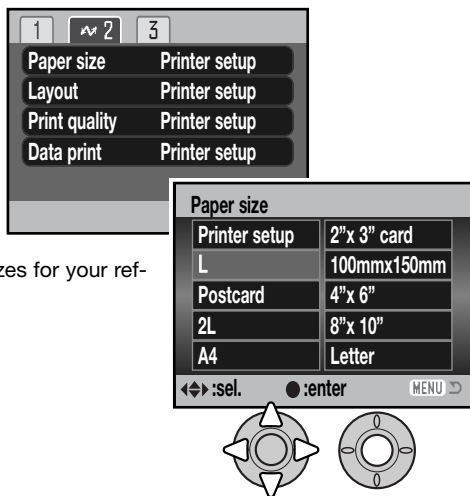 1 2 3
Paper size Printer setup
Layout Printer setup
Print quality Printer setup
Data print Printer setup
zes for your ref-
Paper size
Printer setup 2”x 3” card
L 100mmx150mm
Postcard 4”x 6”
2L 8”x 10”
A4 Letter
:sel. :enter MENU